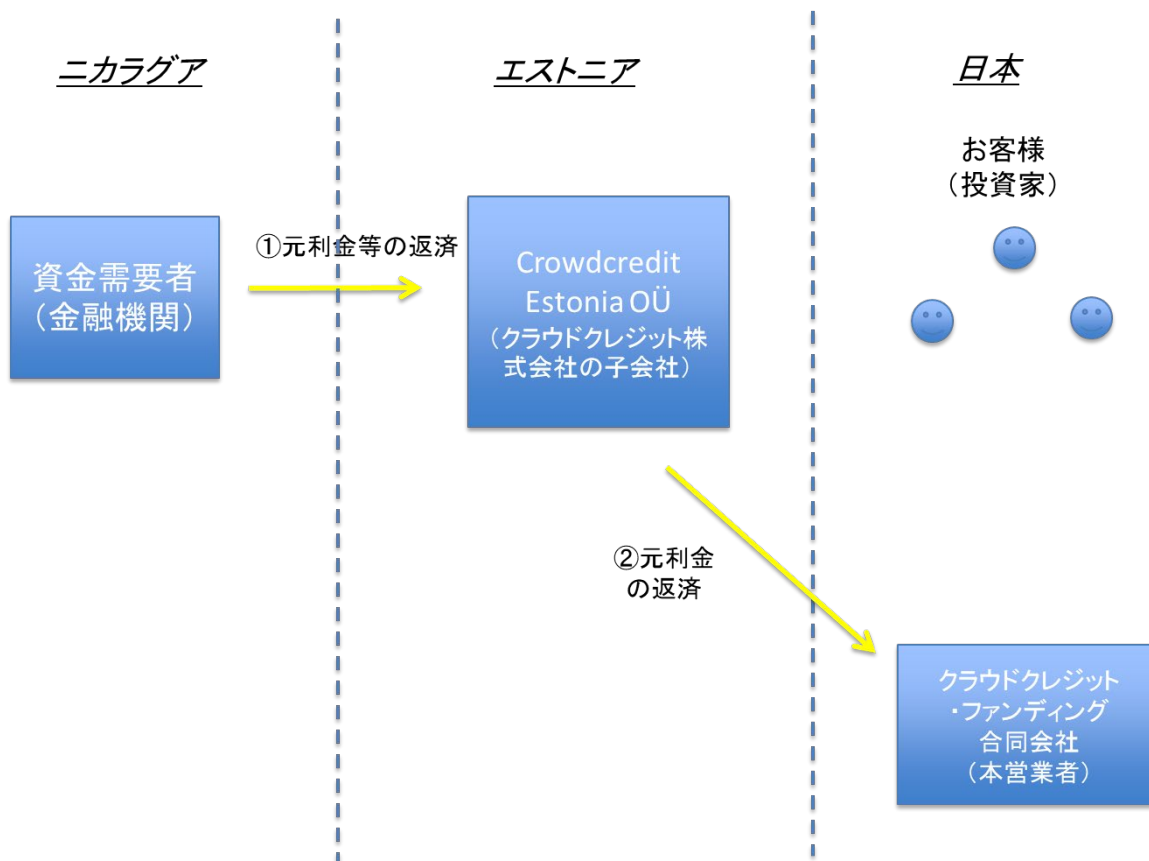 ニカラグア
エストニア
日本
お客様
（投資家）
資金需要者
（金融機関）
①元利金等の返済
Crowdcredit
Estonia OÜ
（クラウドクレジット株
式会社の子会社）
②元利金
の返済
クラウドクレジット
・ファンディング
合同会社
（本営業者）